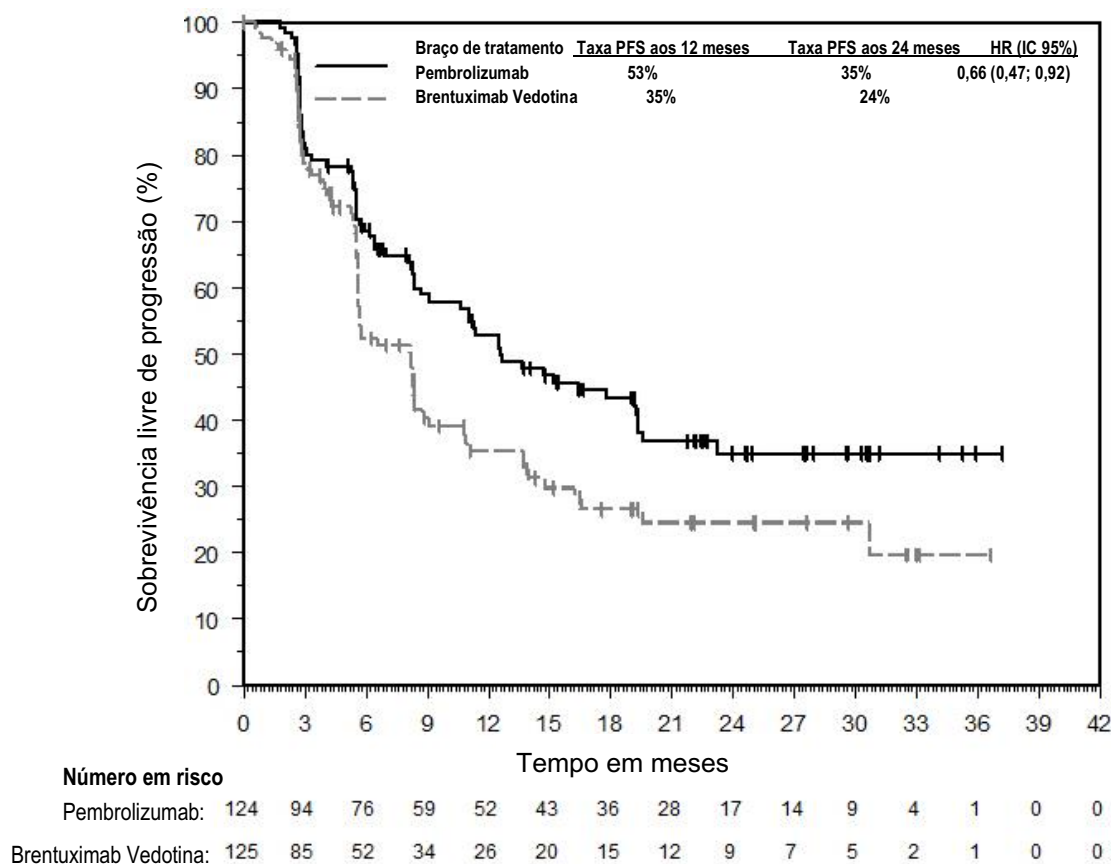 Braço de tratamento Taxa PFS aos 12 meses Taxa PFS aos 24 meses HR (IC 95%)
Pembrolizumab 53% 35% 0,66 (0,47; 0,92)
Brentuximab Vedotina 35% 24%
Sobrevivência livre de progressão (%)
100
90
80
70
60
50
40
30
20
10
0
0 3 6 9 12 15 18 21 24 27 30 33 36 39 42
Tempo em meses
Número em risco
Pembrolizumab: 124 94 76 59 52 43 36 28 17 14 9 4 1 0 0
Brentuximab Vedotina: 125 85 52 34 26 20 15 12 9 7 5 2 1 0 0